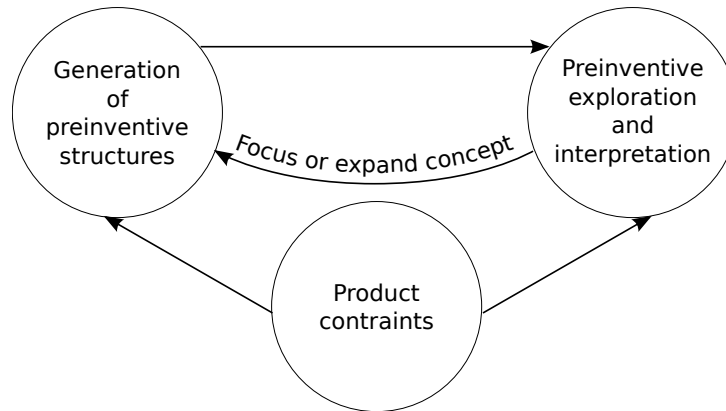 Generation
of
preinventive
structures
Preinventive
exploration
and
interpretation
Focus or expand concept
Product
contraints